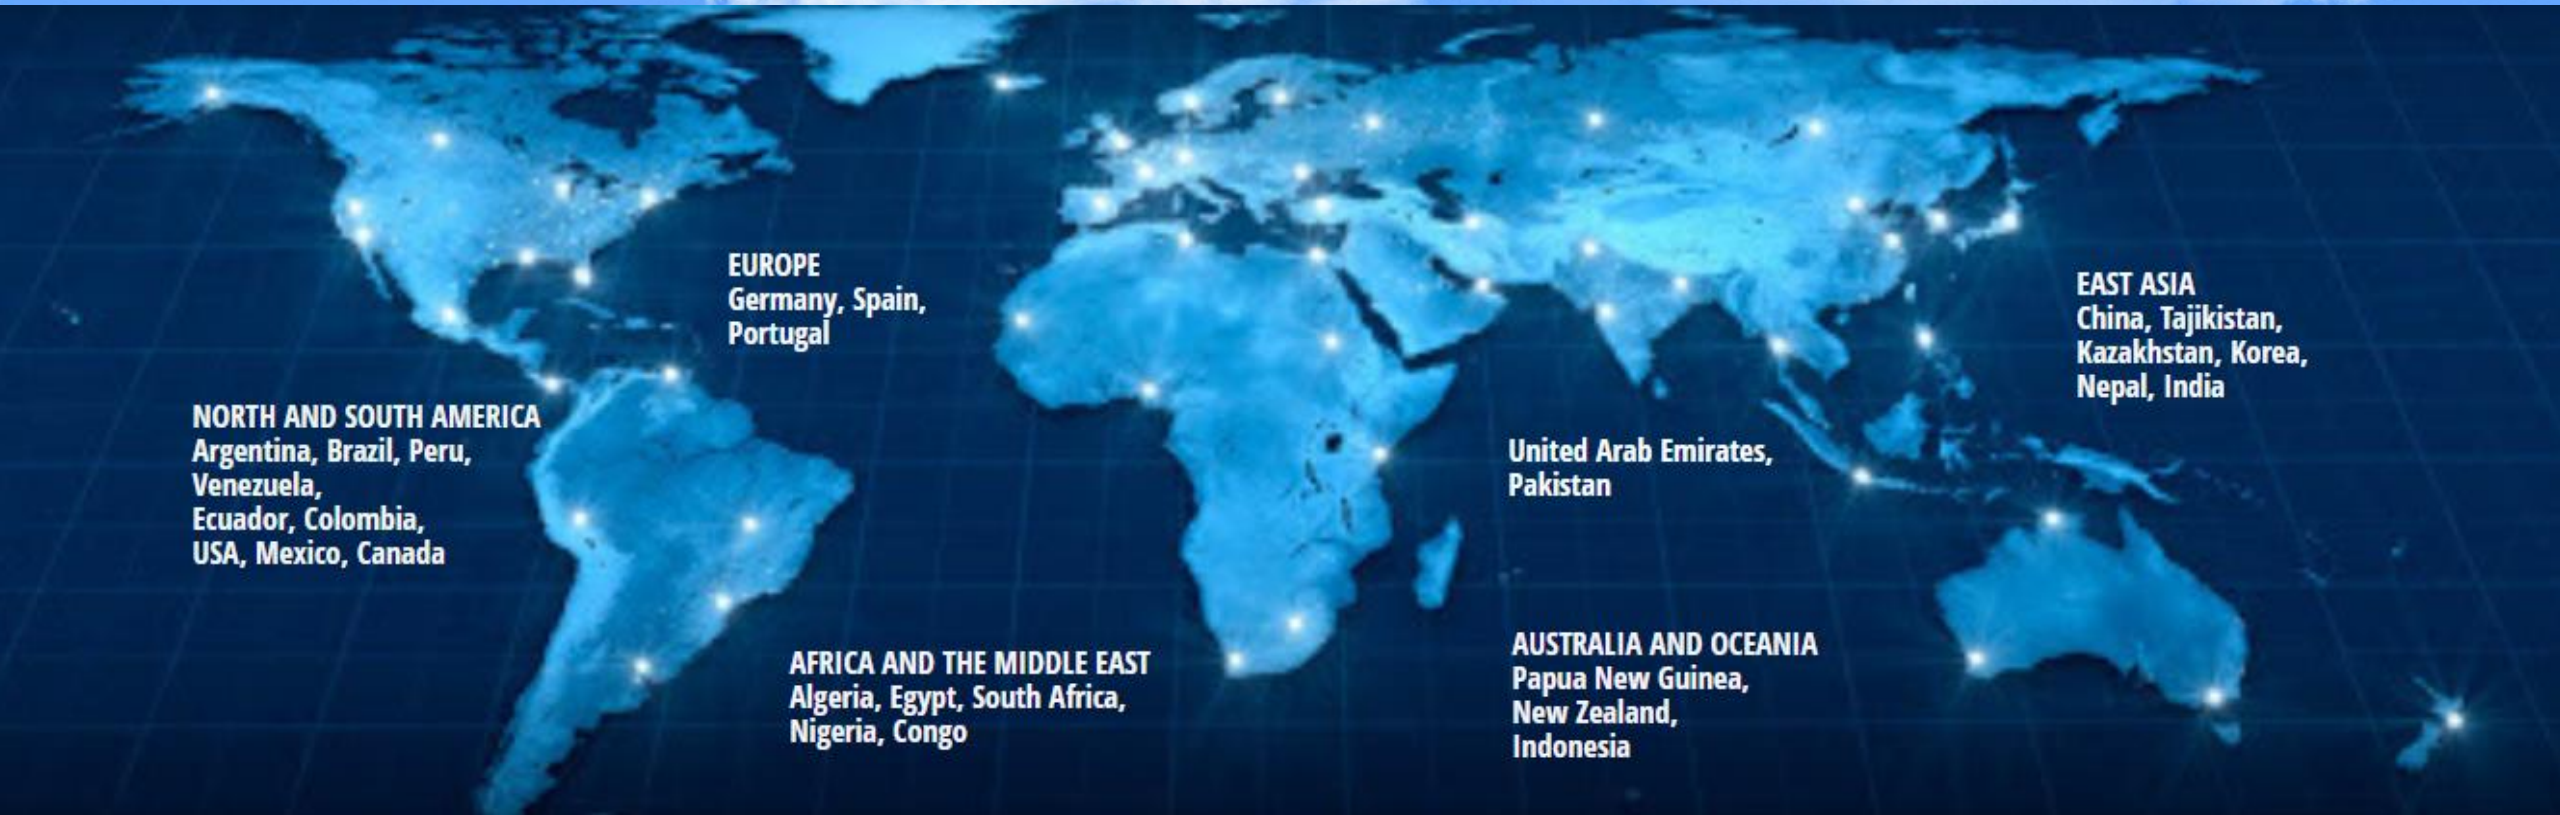 EUROPE
Germany, Spain,
Portugal
EAST ASIA
China, Tajikistan,
Kazakhstan, Korea,
Nepal, India
NORTH AND SOUTH AMERICA
Argentina, Brazil, Peru,
Venezuela,
Ecuador, Colombia,
USA, Mexico, Canada
United Arab Emirates,
Pakistan
AFRICA AND THE MIDDLE EAST
Algeria, Egypt, South Africa,
Nigeria, Congo
AUSTRALIA AND OCEANIA
Papua New Guinea,
New Zealand,
Indonesia